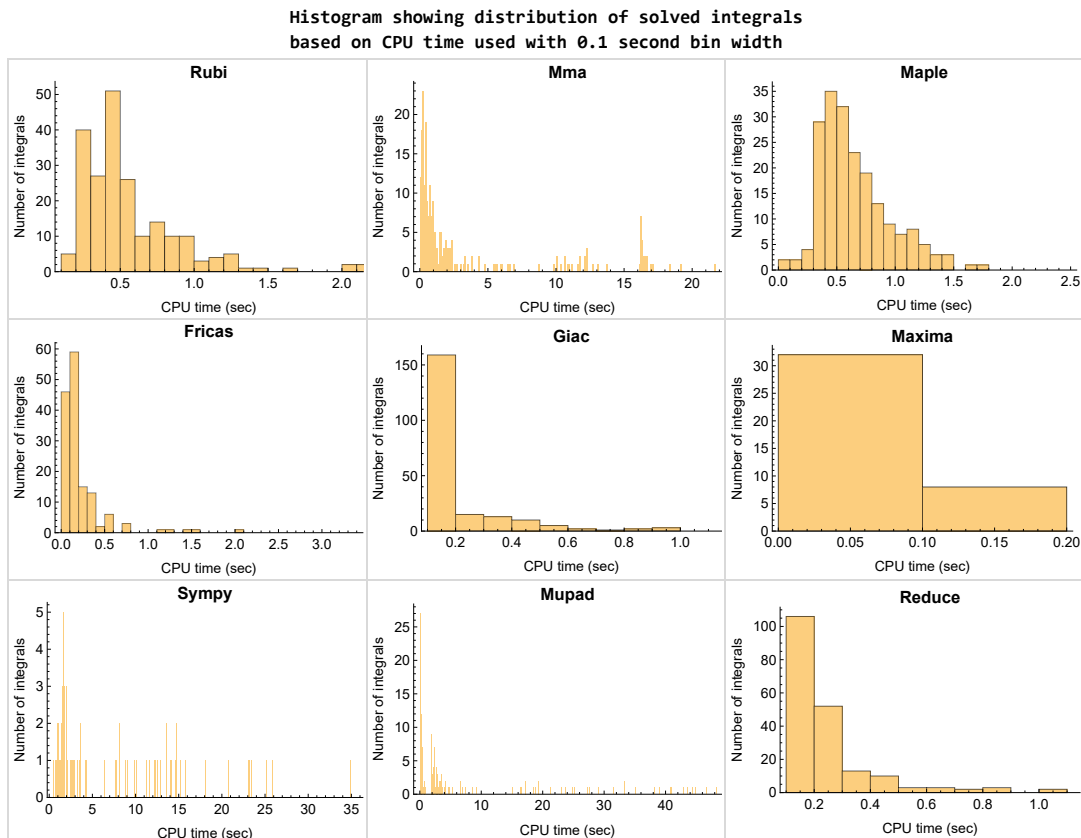 Histogram showing distribution of solved integrals
based on CPU time used with 0.1 second bin width
Rubi
Number of integrals
0 10 20 30 40 50
0.5 1.0 1.5 2.0
CPU time (sec)
Mma
Number of integrals
0 5 10 15 20
0 5 10 15 20
CPU time (sec)
Maple
Number of integrals
0 5 10 15 20 25 30 35
0.0 0.5 1.0 1.5 2.0 2.5
CPU time (sec)
Fricas
Number of integrals
0 10 20 30 40 50 60
0.0 0.5 1.0 1.5 2.0 2.5 3.0
CPU time (sec)
Giac
Number of integrals
0 50 100 150
0.2 0.4 0.6 0.8 1.0
CPU time (sec)
Maxima
Number of integrals
0 5 10 15 20 25 30
0.00 0.05 0.10 0.15 0.20
CPU time (sec)
Sympy
Number of integrals
0 1 2 3 4 5
0 5 10 15 20 25 30 35
CPU time (sec)
Mupad
Number of integrals
0 5 10 15 20 25
0 10 20 30 40
CPU time (sec)
Reduce
Number of integrals
0 20 40 60 80 100
0.2 0.4 0.6 0.8 1.0
CPU time (sec)